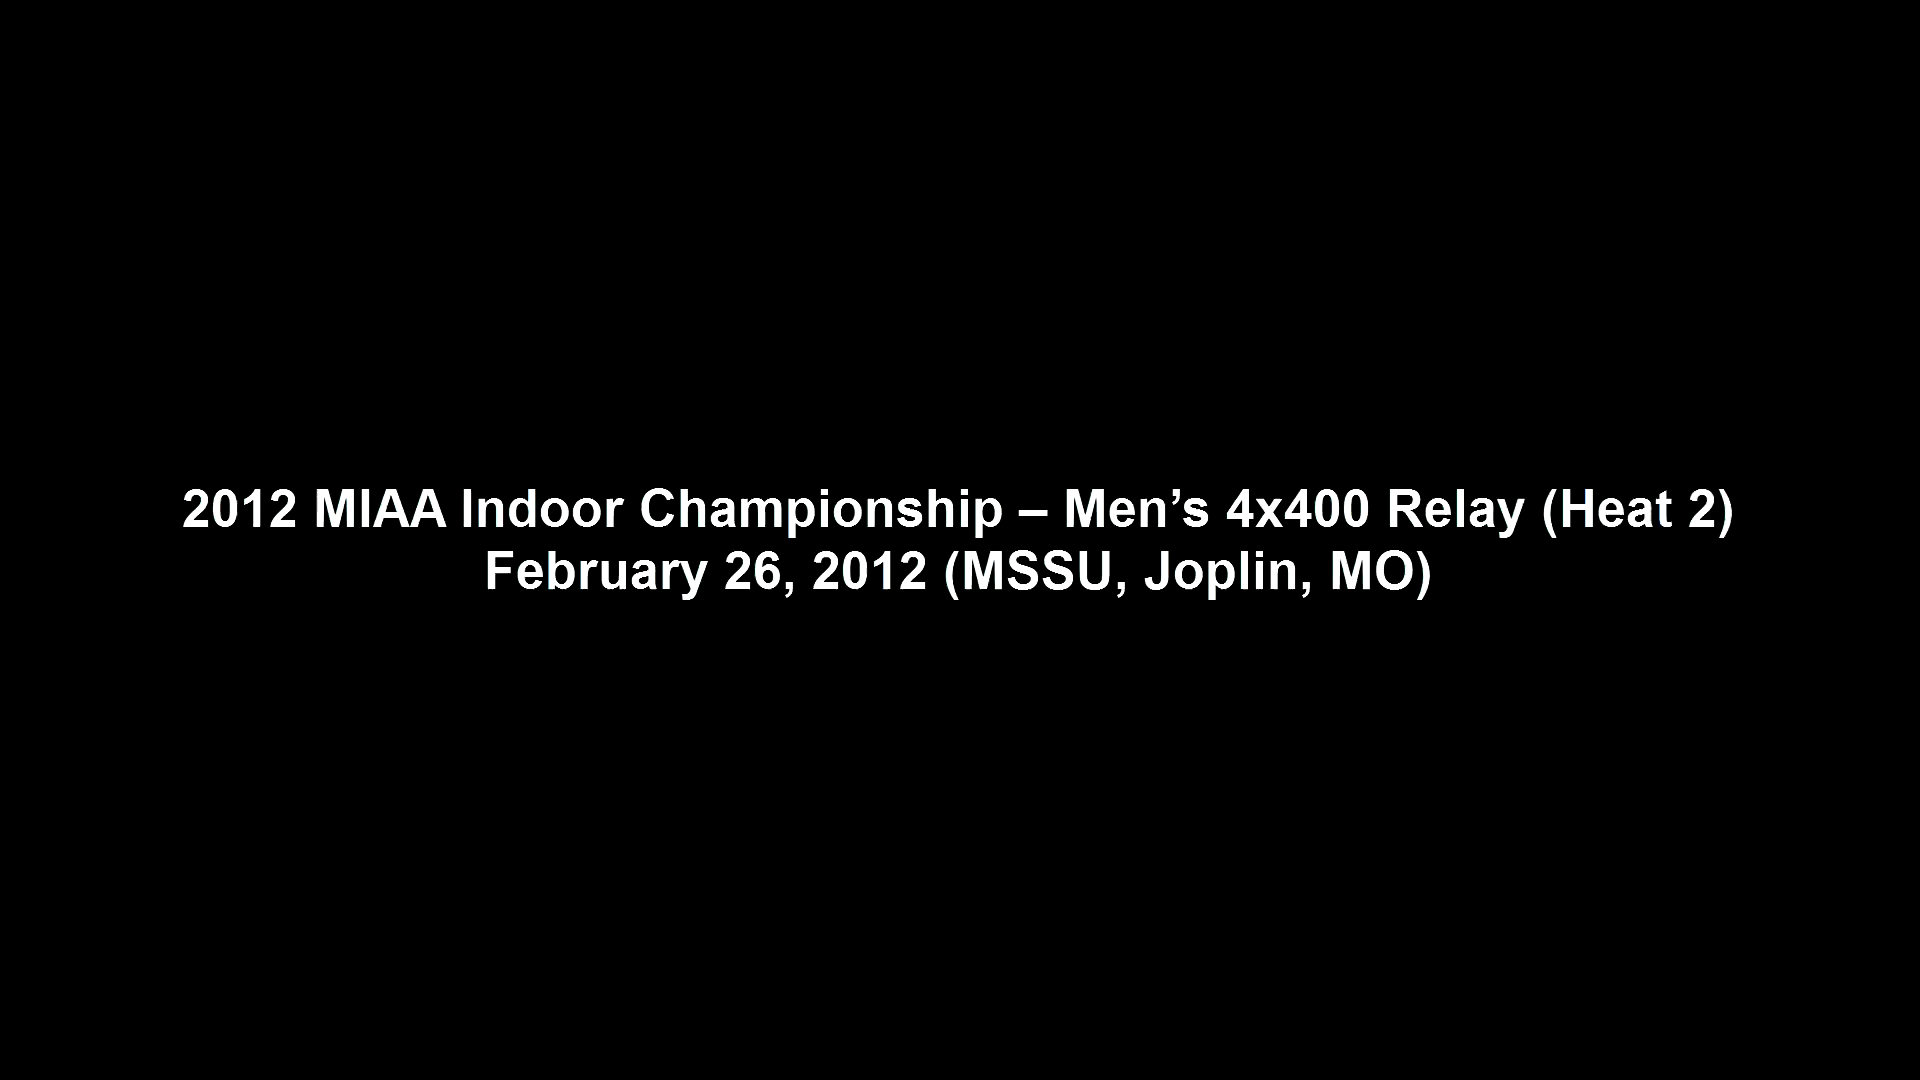 2012 MIAA Indoor Championship – Men’s 4x400 Relay (Heat 2)
February 26, 2012 (MSSU, Joplin, MO)